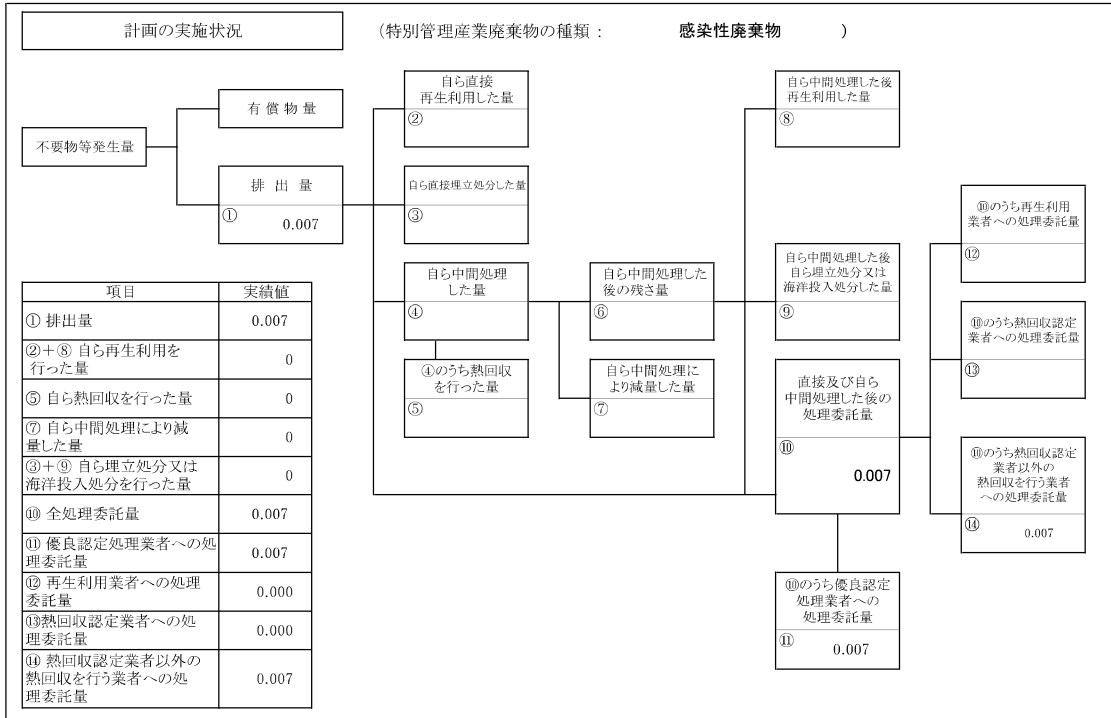 計画の実施状況
(特別管理産業廃棄物の種類： 感染性廃棄物 )
不要物等発生量
有償物量
排出量
① 0.007
自ら直接
再生利用した量
②
自ら直接埋立処分した量
③
自ら中間処理
した量
④
④のうち熱回収
を行った量
⑤
自ら中間処理した
後の残さ量
⑥
自ら中間処理に
より減量した量
⑦
自ら中間処理した後
再生利用した量
⑧
自ら中間処理した後
自ら埋立処分又は
海洋投入処分した量
⑨
直接及び自ら
中間処理した後の
処理委託量
⑩
0.007
⑩のうち優良認定
処理業者への
処理委託量
⑪ 0.007
⑩のうち再生利用
業者への処理委託量
⑫
⑩のうち熱回収認定
業者への処理委託量
⑬
⑩のうち熱回収認定
業者以外の
熱回収を行う業者
への処理委託量
⑭ 0.007
項目 実績値
① 排出量 0.007
②＋⑧ 自ら再生利用を
行った量 0
⑤ 自ら熱回収を行った量 0
⑦ 自ら中間処理により減
量した量 0
③＋⑨ 自ら埋立処分又は
海洋投入処分を行った量 0
⑩ 全処理委託量 0.007
⑪ 優良認定処理業者への処
理委託量 0.007
⑫ 再生利用業者への処理
委託量 0.000
⑬熱回収認定業者への処
理委託量 0.000
⑭ 熱回収認定業者以外の
熱回収を行う業者への処
理委託量 0.007